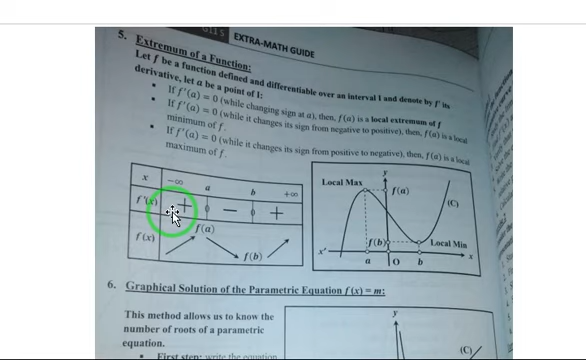 G11 S EXTRA-MATH GUIDE
5. Extremum of a Function:
Let f be a function defined and differentiable over an interval I and denote by f' its
derivative, let a be a point of I:
• If f'(a) = 0 (while changing sign at a), then, f(a) is a local extremum of f
• If f'(a) = 0 (while it changes its sign from negative to positive), then, f(a) is a local
minimum of f.
• If f'(a) = 0 (while it changes its sign from positive to negative), then, f(a) is a local
maximum of f.
x −∞ a b +∞
f'(x) + 0 − 0 +
f(x) f(a) f(b)
y
Local Max f(a) (C)
f(b) Local Min
x' a O b x
6. Graphical Solution of the Parametric Equation f(x) = m:
This method allows us to know the
number of roots of a parametric
equation.
• First step: write the equation
y
(C)